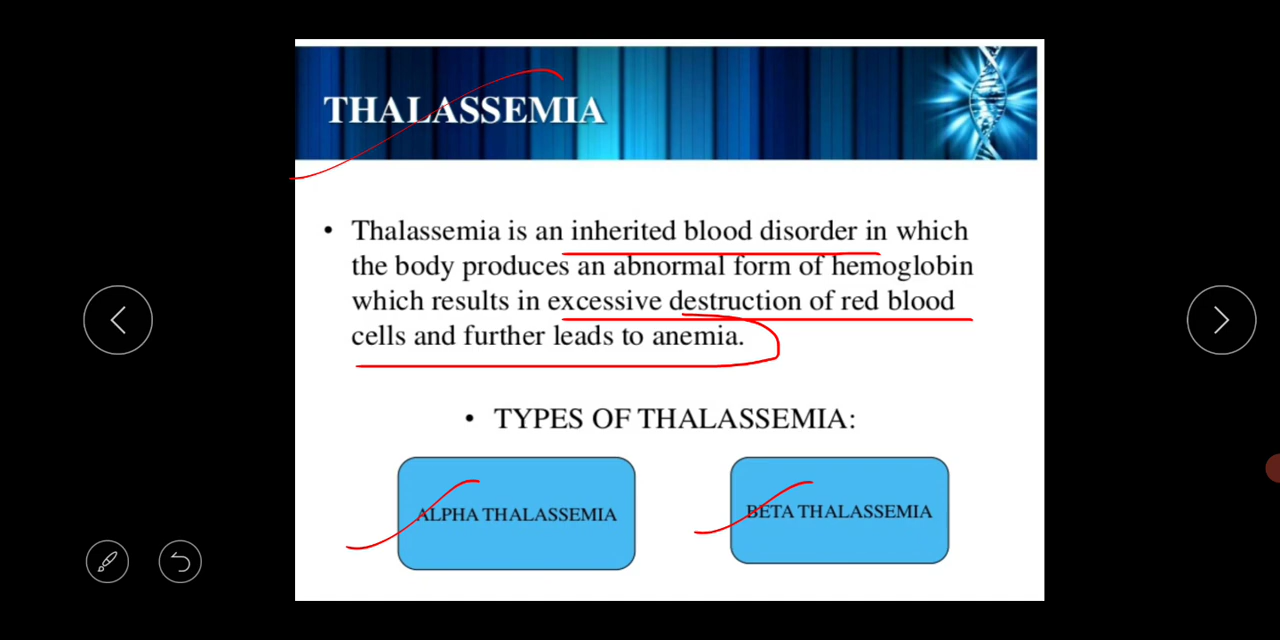 THALASSEMIA
• Thalassemia is an inherited blood disorder in which
the body produces an abnormal form of hemoglobin
which results in excessive destruction of red blood
cells and further leads to anemia.
• TYPES OF THALASSEMIA:
ALPHA THALASSEMIA
BETA THALASSEMIA